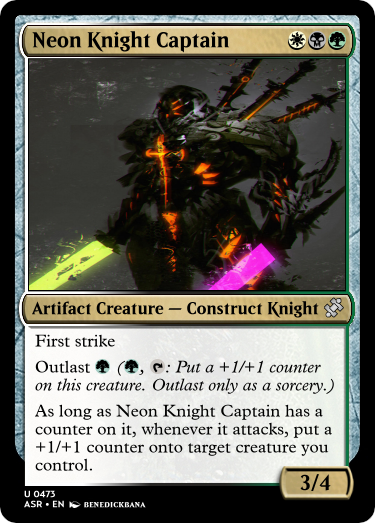 Neon Knight Captain
Artifact Creature — Construct Knight
First strike
Outlast (, : Put a +1/+1 counter
on this creature. Outlast only as a sorcery.)
As long as Neon Knight Captain has a
counter on it, whenever it attacks, put a
+1/+1 counter onto target creature you
control.
3/4
U 0473
ASR • EN BENEDICKBANA